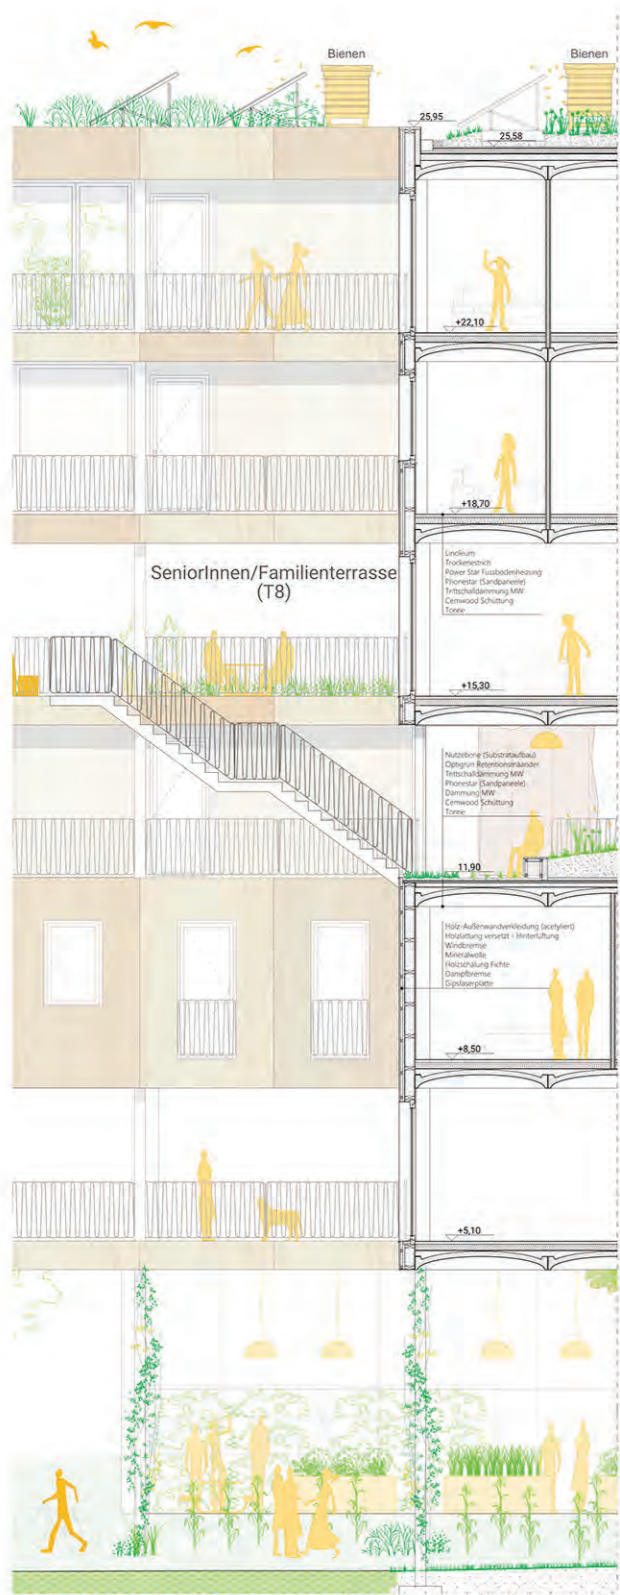 Bienen
Bienen
25,95
25,58
+22,10
+18,70
Linoleum
Trockenestrich
Power Star Fussbodenheizung
Phonestar (Sandpaneele)
Trittschalldämmung MW
Cemwood Schüttung
Tonne
SeniorInnen/Familienterrasse
(T8)
+15,30
Nutzebene (Substrataufbau)
Optigrün Retentionsmäander
Trittschalldämmung MW
Phonestar (Sandpaneele)
Dämmung MW
Cemwood Schüttung
Tonne
11,90
Holz-Außenwandverkleidung (acetyliert)
Holzlattung versetzt - Hinterlüftung
Windbremse
Mineralwolle
Holzschalung Fichte
Dampfbremse
Gipsfaserplatte
+8,50
+5,10